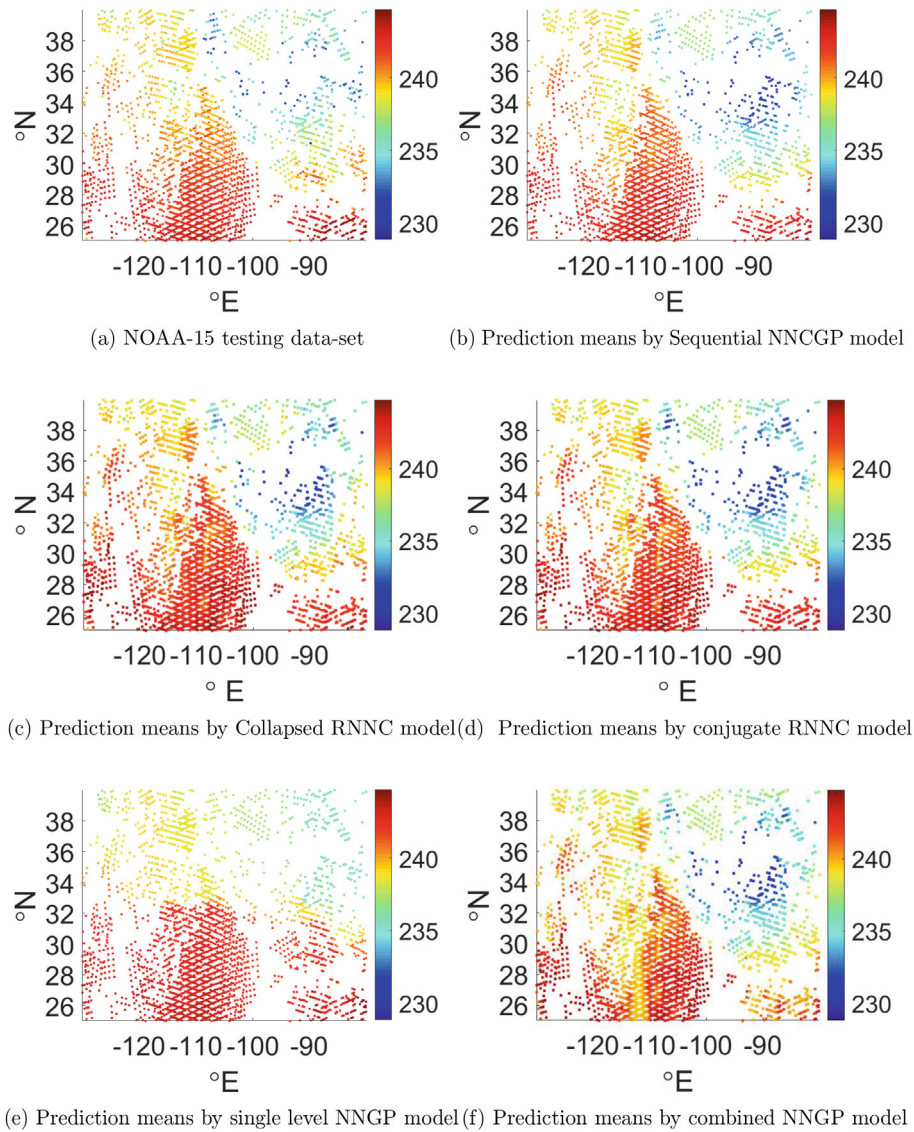 38
36
34
32
30
28
26
°N
-120 -110 -100 -90
°E
240
235
230
(a) NOAA-15 testing data-set
38
36
34
32
30
28
26
°N
-120 -110 -100 -90
°E
240
235
230
(b) Prediction means by Sequential NNCGP model
38
36
34
32
30
28
26
° N
-120 -110 -100 -90
° E
240
235
230
(c) Prediction means by Collapsed RNNC model
38
36
34
32
30
28
26
° N
-120 -110 -100 -90
° E
240
235
230
(d) Prediction means by conjugate RNNC model
38
36
34
32
30
28
26
°N
-120 -110 -100 -90
°E
240
235
230
(e) Prediction means by single level NNGP model
38
36
34
32
30
28
26
°N
-120 -110 -100 -90
°E
240
235
230
(f) Prediction means by combined NNGP model